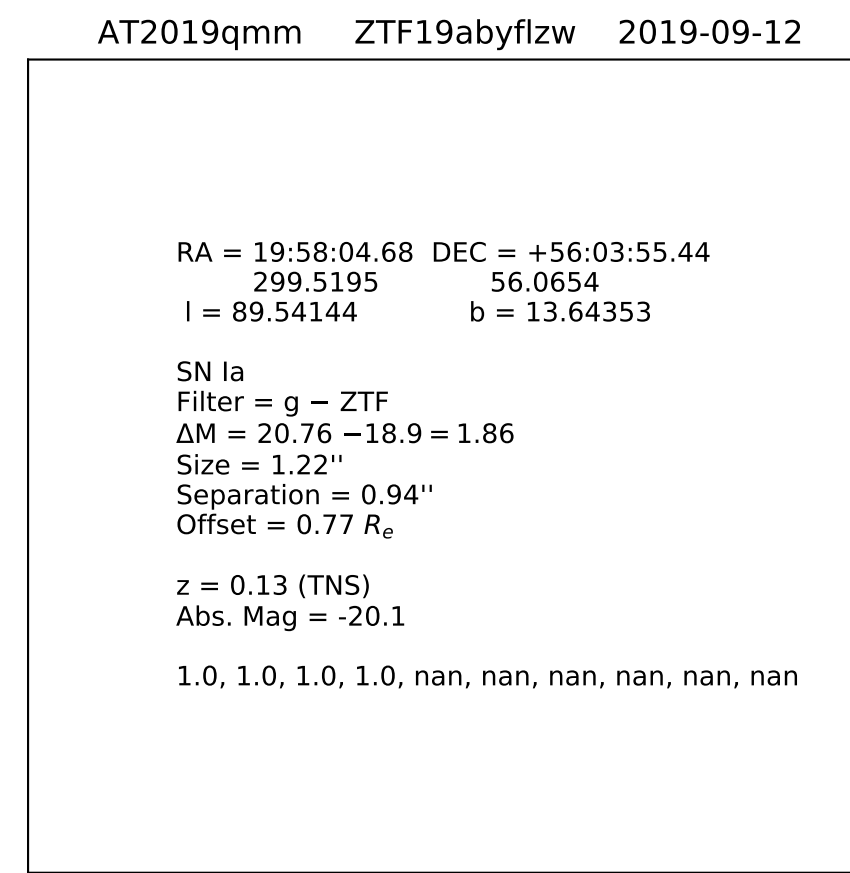 AT2019qmm ZTF19abyflzw 2019-09-12
RA = 19:58:04.68 DEC = +56:03:55.44
299.5195 56.0654
l = 89.54144 b = 13.64353
SN Ia
Filter = g − ZTF
ΔM = 20.76 −18.9 = 1.86
Size = 1.22''
Separation = 0.94''
Offset = 0.77 Re
z = 0.13 (TNS)
Abs. Mag = -20.1
1.0, 1.0, 1.0, 1.0, nan, nan, nan, nan, nan, nan